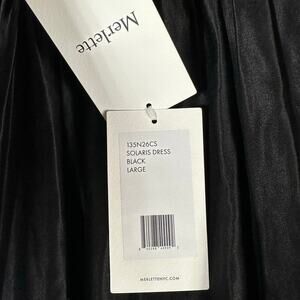 Merlette
135N26CS
SOLARIS DRESS
BLACK
LARGE
MERLETTENYC.COM